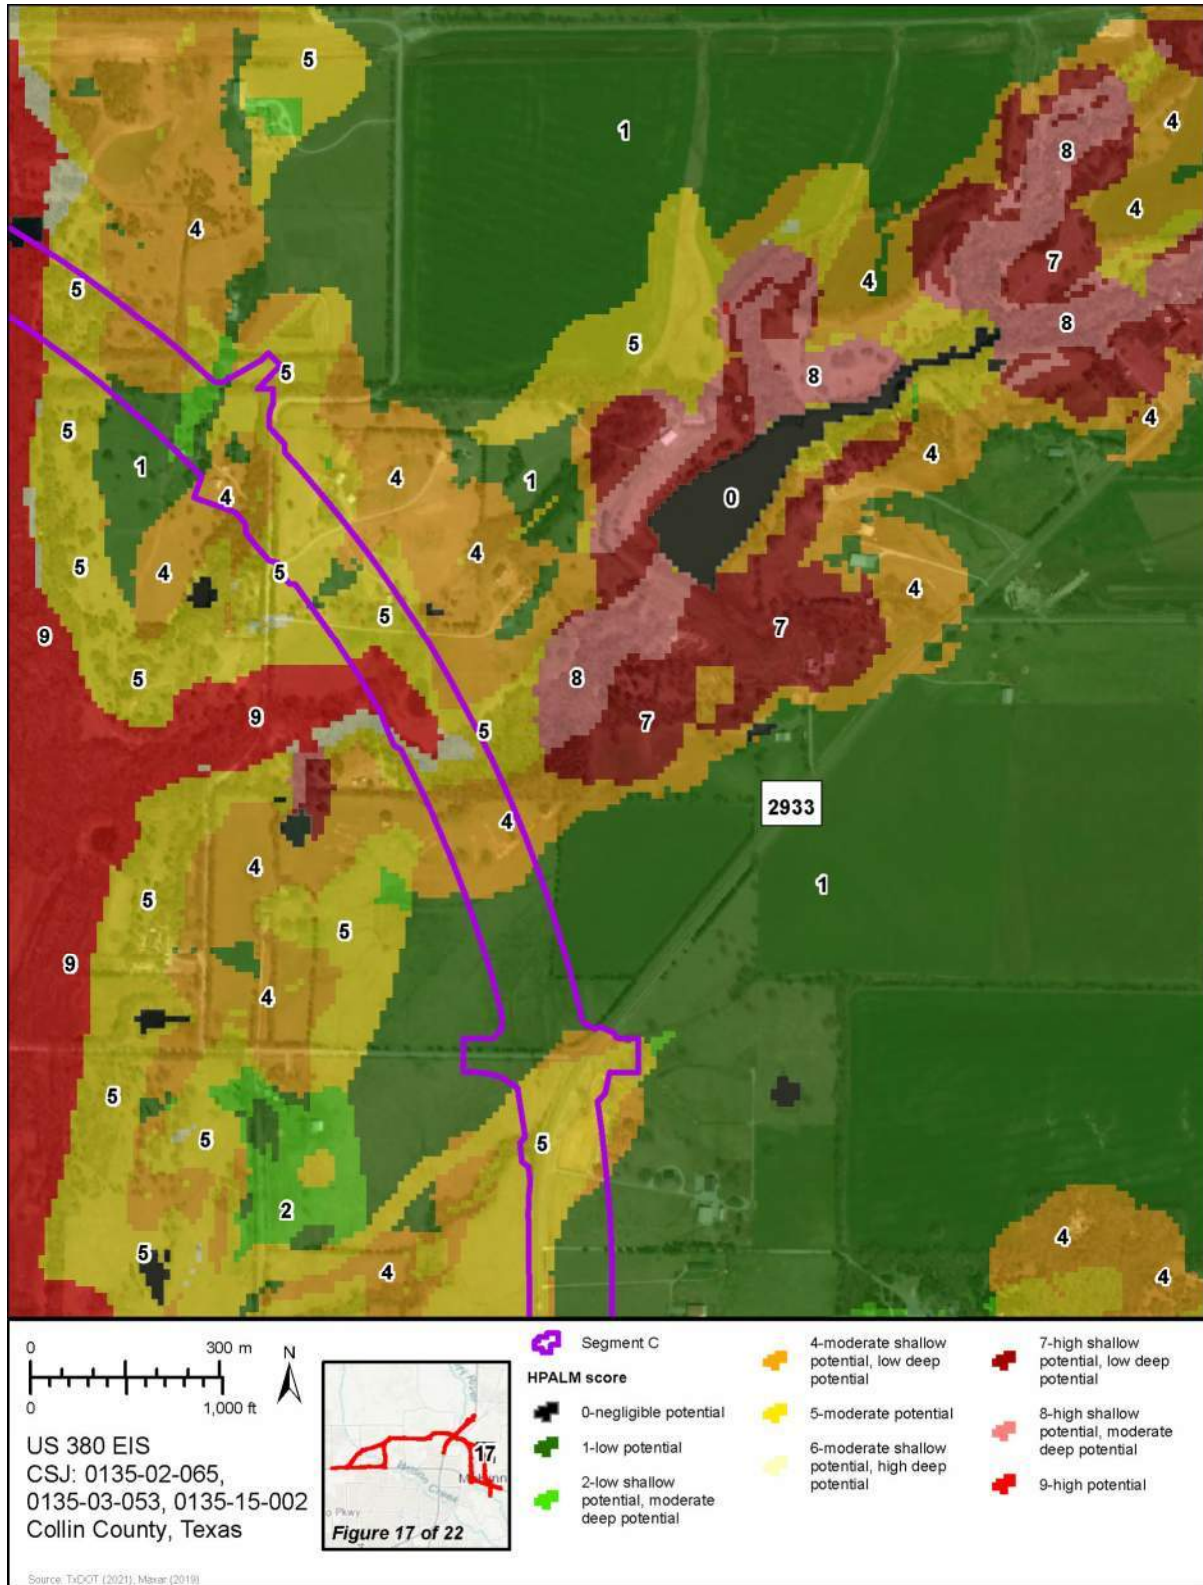 5
1
4
8
4
4
5
7
4
8
5
5
8
4
5
4
1
4
1
4
0
4
5
4
5
4
5
4
9
7
5
8
9
7
5
2933
4
4
1
5
5
9
4
5
5
5
2
4
5
4
4
0 300 m
0 1,000 ft
N
US 380 EIS
CSJ: 0135-02-065,
0135-03-053, 0135-15-002
Collin County, Texas
17
Figure 17 of 22
Segment C
HPALM score
0-negligible potential
1-low potential
2-low shallow
potential, moderate
deep potential
4-moderate shallow
potential, low deep
potential
5-moderate potential
6-moderate shallow
potential, high deep
potential
7-high shallow
potential, low deep
potential
8-high shallow
potential, moderate
deep potential
9-high potential
Source: TxDOT (2021), Maxar (2019)